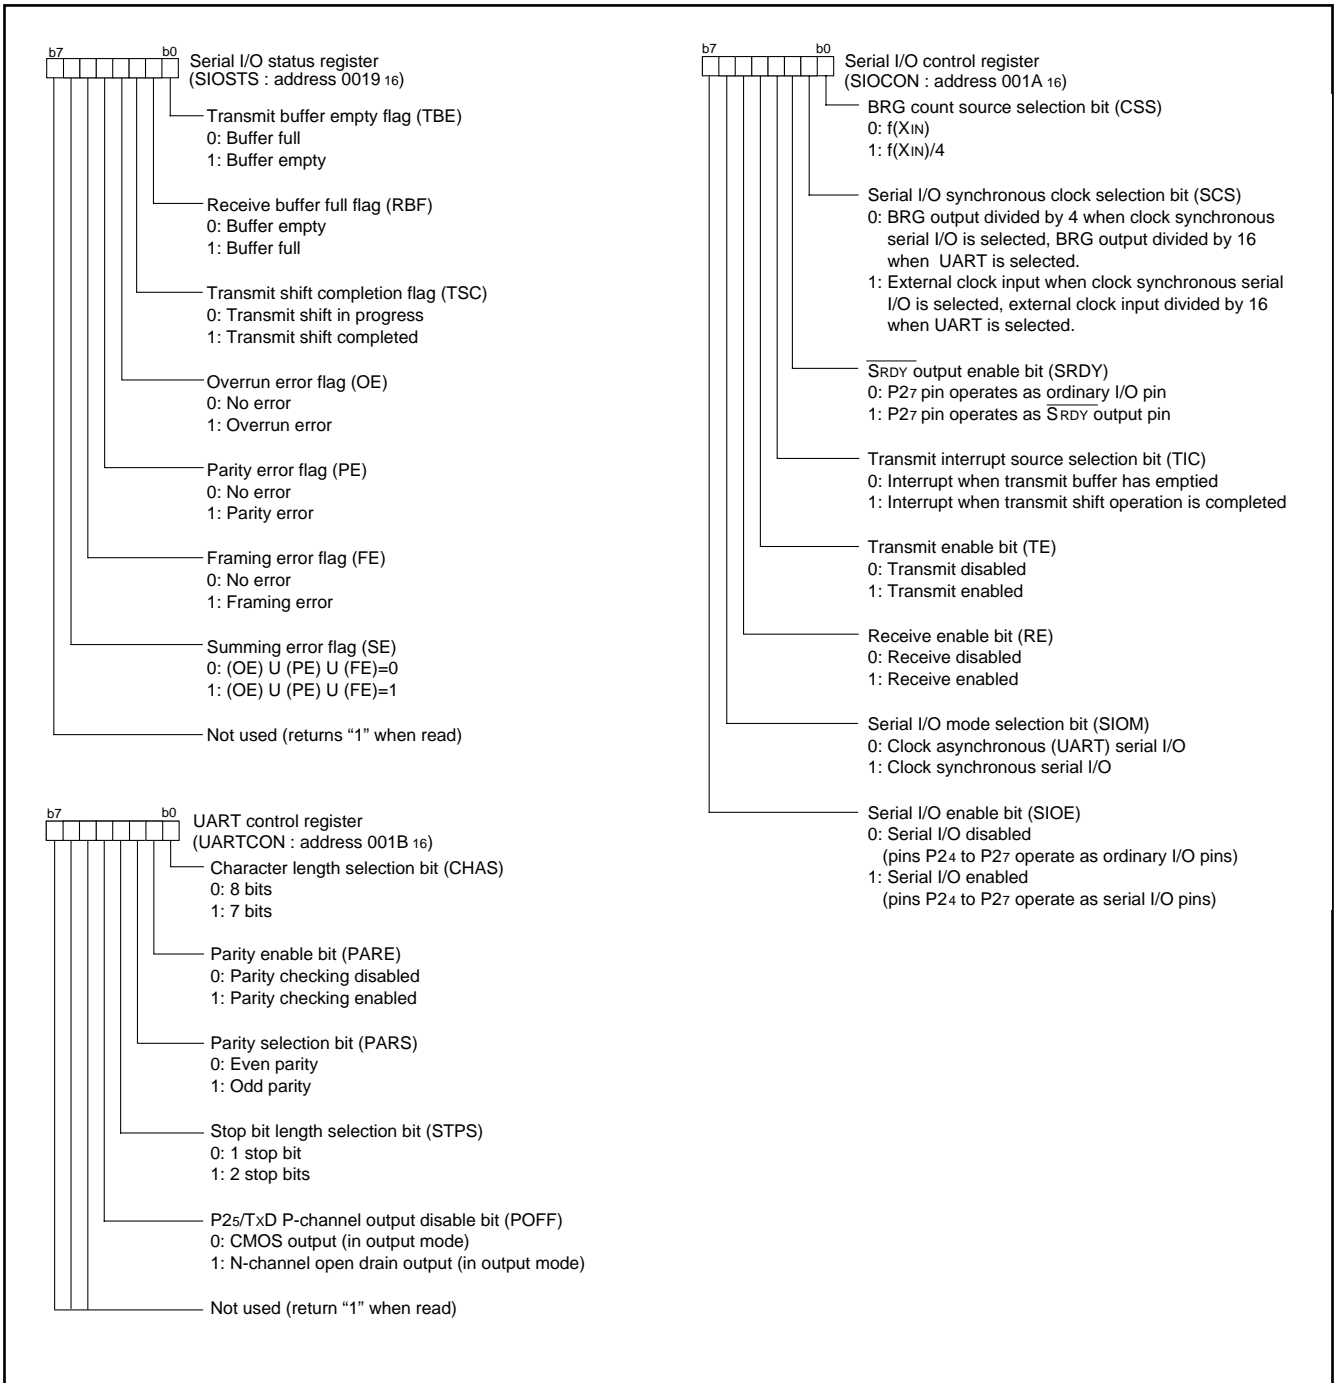 b7 b0
Serial I/O status register
(SIOSTS : address 0019 16)
Transmit buffer empty flag (TBE)
0: Buffer full
1: Buffer empty
Receive buffer full flag (RBF)
0: Buffer empty
1: Buffer full
Transmit shift completion flag (TSC)
0: Transmit shift in progress
1: Transmit shift completed
Overrun error flag (OE)
0: No error
1: Overrun error
Parity error flag (PE)
0: No error
1: Parity error
Framing error flag (FE)
0: No error
1: Framing error
Summing error flag (SE)
0: (OE) U (PE) U (FE)=0
1: (OE) U (PE) U (FE)=1
Not used (returns “1” when read)
b7 b0
UART control register
(UARTCON : address 001B 16)
Character length selection bit (CHAS)
0: 8 bits
1: 7 bits
Parity enable bit (PARE)
0: Parity checking disabled
1: Parity checking enabled
Parity selection bit (PARS)
0: Even parity
1: Odd parity
Stop bit length selection bit (STPS)
0: 1 stop bit
1: 2 stop bits
P25/TXD P-channel output disable bit (POFF)
0: CMOS output (in output mode)
1: N-channel open drain output (in output mode)
Not used (return “1” when read)
b7 b0
Serial I/O control register
(SIOCON : address 001A 16)
BRG count source selection bit (CSS)
0: f(XIN)
1: f(XIN)/4
Serial I/O synchronous clock selection bit (SCS)
0: BRG output divided by 4 when clock synchronous
serial I/O is selected, BRG output divided by 16
when UART is selected.
1: External clock input when clock synchronous serial
I/O is selected, external clock input divided by 16
when UART is selected.
SRDY output enable bit (SRDY)
0: P27 pin operates as ordinary I/O pin
1: P27 pin operates as SRDY output pin
Transmit interrupt source selection bit (TIC)
0: Interrupt when transmit buffer has emptied
1: Interrupt when transmit shift operation is completed
Transmit enable bit (TE)
0: Transmit disabled
1: Transmit enabled
Receive enable bit (RE)
0: Receive disabled
1: Receive enabled
Serial I/O mode selection bit (SIOM)
0: Clock asynchronous (UART) serial I/O
1: Clock synchronous serial I/O
Serial I/O enable bit (SIOE)
0: Serial I/O disabled
(pins P24 to P27 operate as ordinary I/O pins)
1: Serial I/O enabled
(pins P24 to P27 operate as serial I/O pins)